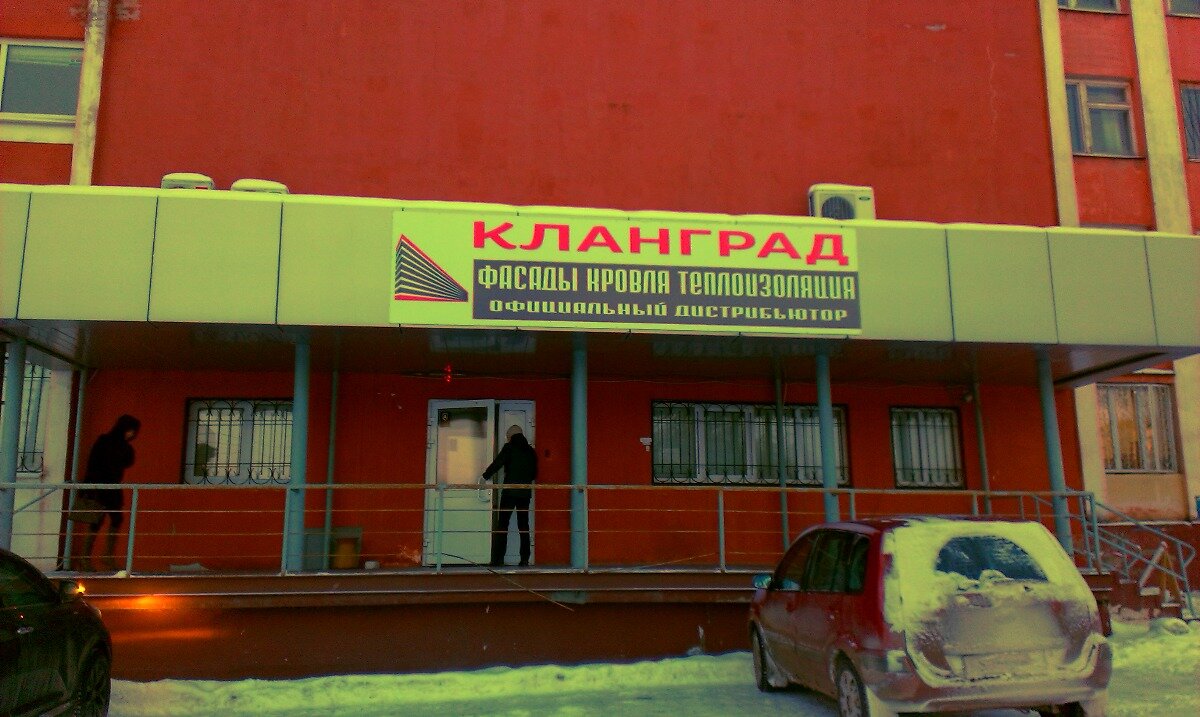 КЛАНГРАД
ФАСАДЫ КРОВЛЯ ТЕПЛОИЗОЛЯЦИЯ
ОФИЦИАЛЬНЫЙ ДИСТРИБЬЮТОР